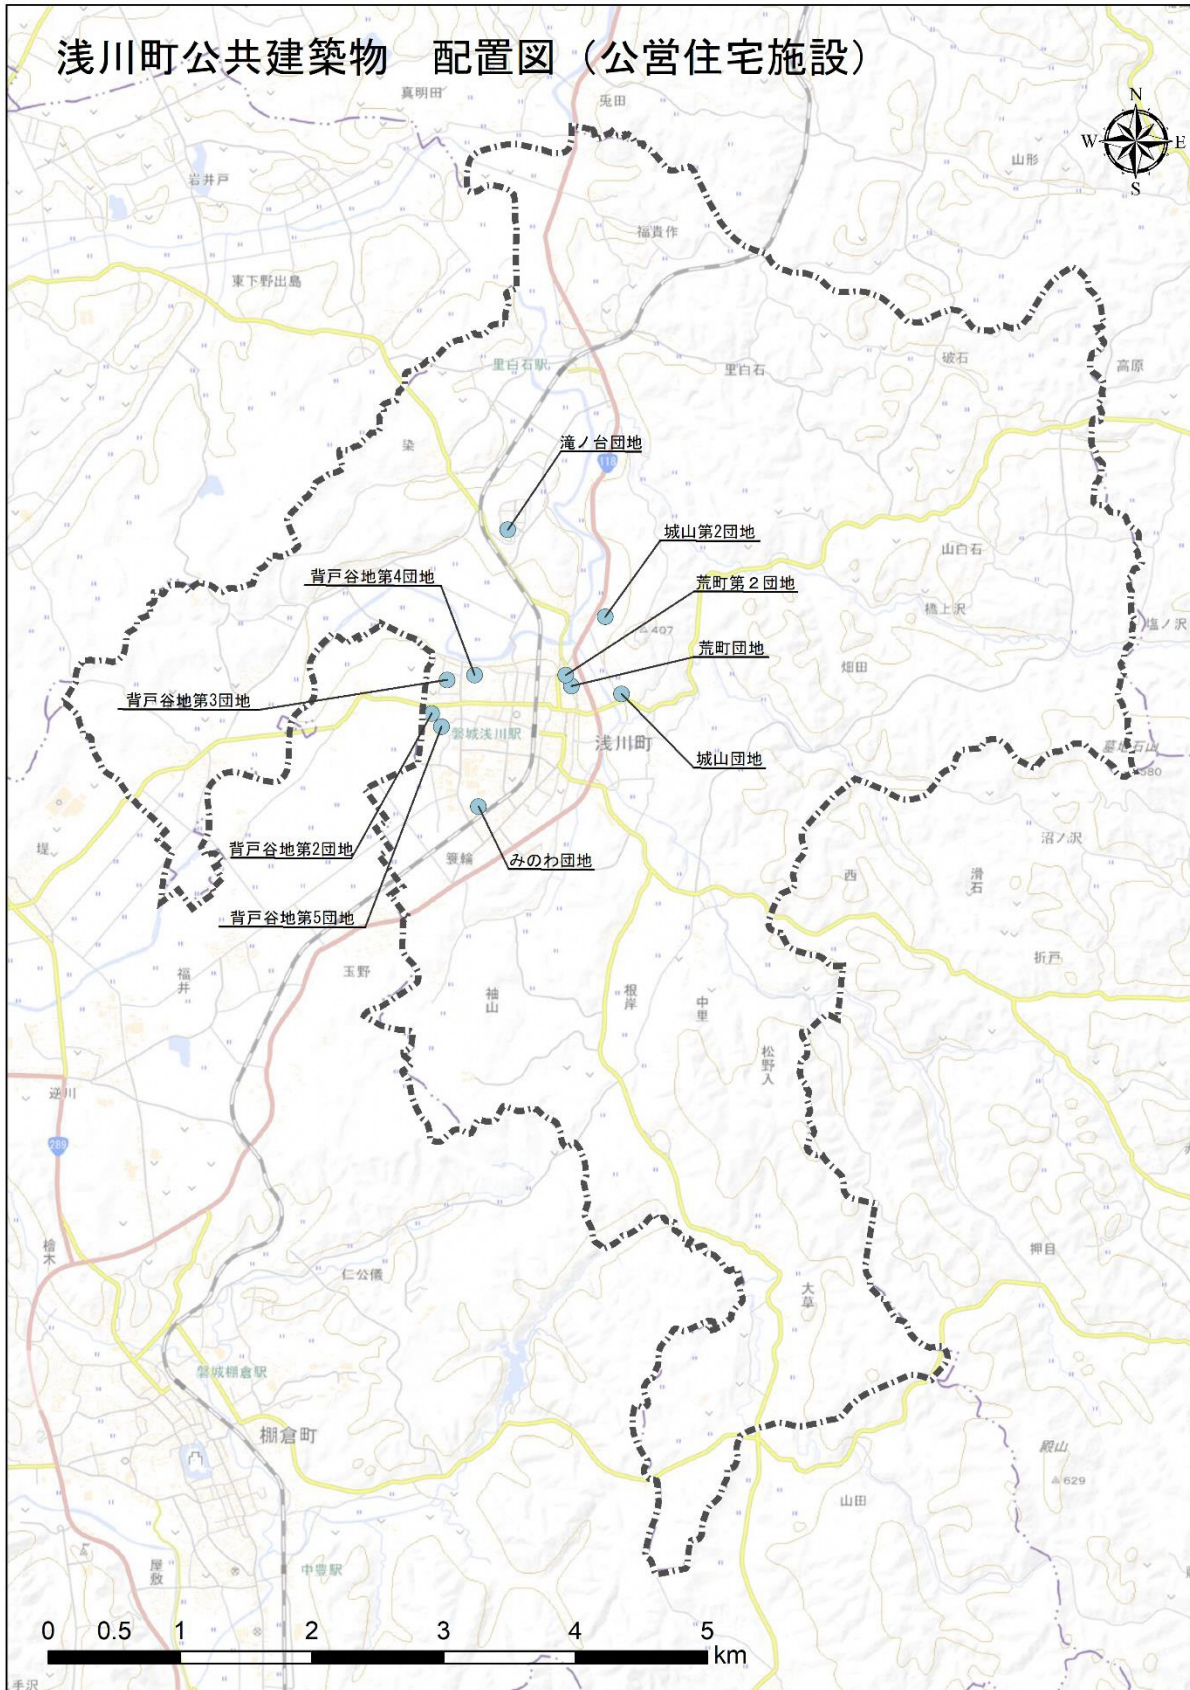 浅川町公共建築物　配置図（公営住宅施設）
真明田
兎田
N
W
E
S
山形
岩井戸
福貴作
東下野出島
里白石駅
里白石
破石
高原
染
滝ノ台団地
118
城山第2団地
山白石
背戸谷地第4団地
荒町第２団地
橋上沢
塩ノ沢
407
荒町団地
畑田
背戸谷地第3団地
磐城浅川駅
浅川町
城山団地
580
堤
背戸谷地第2団地
箕輪
みのわ団地
沼ノ沢
西
滑石
背戸谷地第5団地
折戸
玉野
福井
袖山
根岸
中里
松野入
逆川
289
檜木
仁公儀
押目
大草
磐城棚倉駅
棚倉町
殿山
629
山田
屋敷
中豊駅
0 0.5 1 2 3 4 5
km
手沢